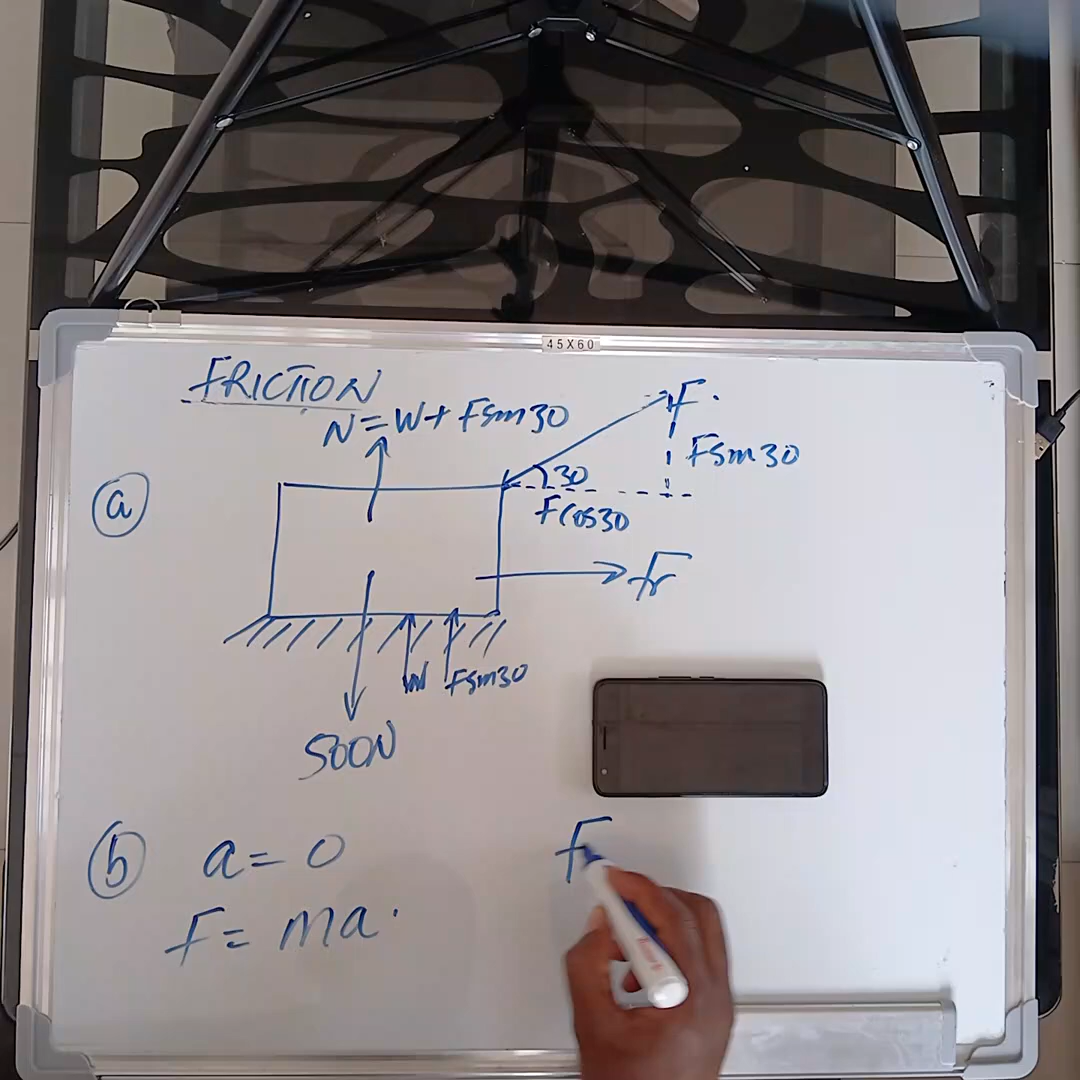 45X60
FRICTION
N = W + Fsin30
F.
Fsin30
30
Fcos30
(a)
fr
W
Fsin30
500N
(b) a = 0
F
F = ma.